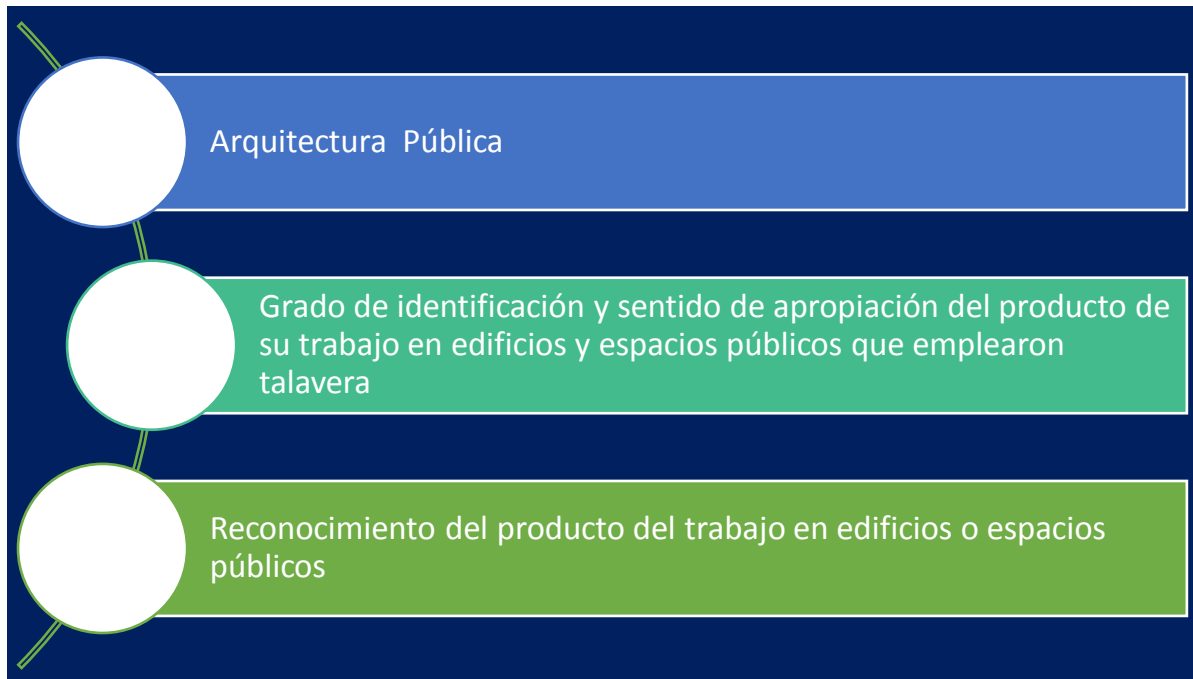 Arquitectura  Pública
Grado de identificación y sentido de apropiación del producto de
su trabajo en edificios y espacios públicos que emplearon
talavera
Reconocimiento del producto del trabajo en edificios o espacios
públicos